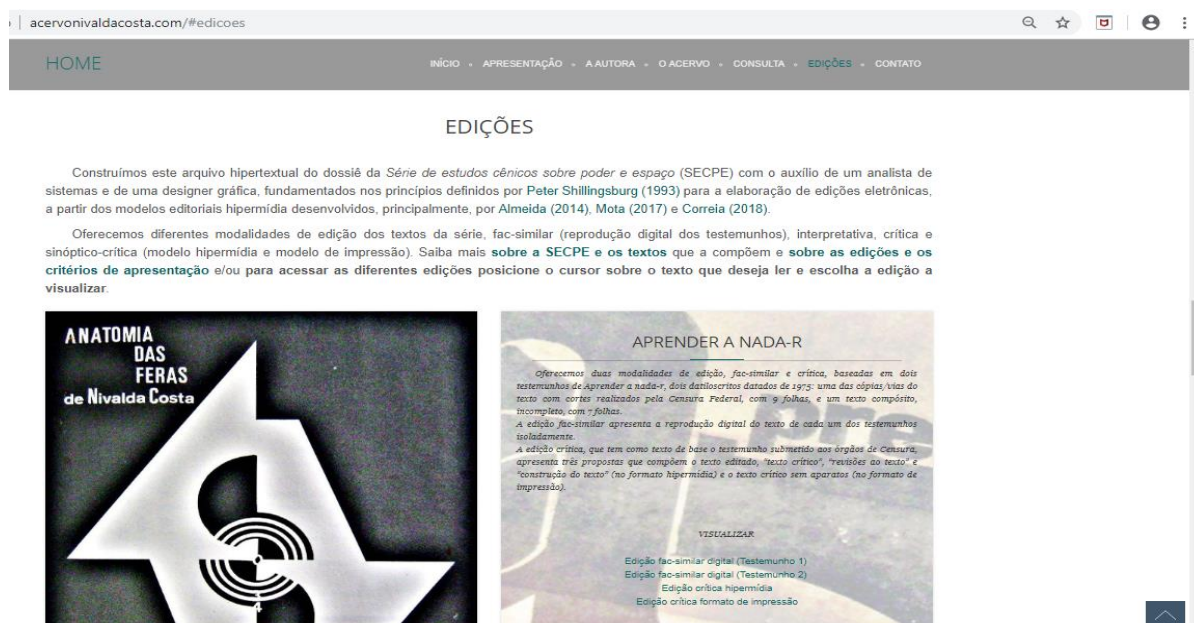 acervonivaldacosta.com/#edicoes
HOME
INÍCIO
APRESENTAÇÃO
A AUTORA
O ACERVO
CONSULTA
EDIÇÕES
CONTATO
EDIÇÕES
Construímos este arquivo hipertextual do dossiê da Série de estudos cênicos sobre poder e espaço (SECPE) com o auxílio de um analista de
sistemas e de uma designer gráfica, fundamentados nos princípios definidos por Peter Shillingsburg (1993) para a elaboração de edições eletrônicas,
a partir dos modelos editoriais hipermídia desenvolvidos, principalmente, por Almeida (2014), Mota (2017) e Correia (2018).
Oferecemos diferentes modalidades de edição dos textos da série, fac-similar (reprodução digital dos testemunhos), interpretativa, crítica e
sinóptico-crítica (modelo hipermídia e modelo de impressão). Saiba mais sobre a SECPE e os textos que a compõem e sobre as edições e os
critérios de apresentação e/ou para acessar as diferentes edições posicione o cursor sobre o texto que deseja ler e escolha a edição a
visualizar.
ANATOMIA
DAS
FERAS
de Nivalda Costa
APRENDER A NADA-R
Oferecemos duas modalidades de edição, fac-similar e crítica, baseadas em dois
testemunhos de Aprender a nada-r, dois datiloscritos datados de 1975: uma das cópias/vias do
texto com cortes realizados pela Censura Federal, com 9 folhas, e um texto compósito,
incompleto, com 7 folhas.
A edição fac-similar apresenta a reprodução digital do texto de cada um dos testemunhos
isoladamente.
A edição crítica, que tem como texto de base o testemunho submetido aos órgãos de Censura,
apresenta três propostas que compõem o texto editado, "texto crítico", "revisões ao texto" e
"construção do texto" (no formato hipermídia) e o texto crítico sem aparatos (no formato de
impressão).
VISUALIZAR
Edição fac-similar digital (Testemunho 1)
Edição fac-similar digital (Testemunho 2)
Edição crítica hipermídia
Edição crítica formato de impressão